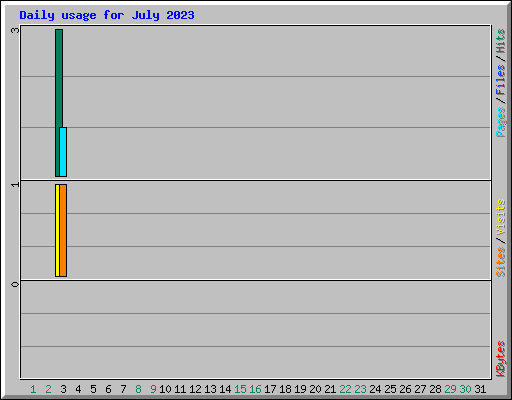 Daily usage for July 2023
3
1
0
Pages/Files/Hits
Sites/Visits
KBytes
1 2 3 4 5 6 7 8 9 10 11 12 13 14 15 16 17 18 19 20 21 22 23 24 25 26 27 28 29 30 31